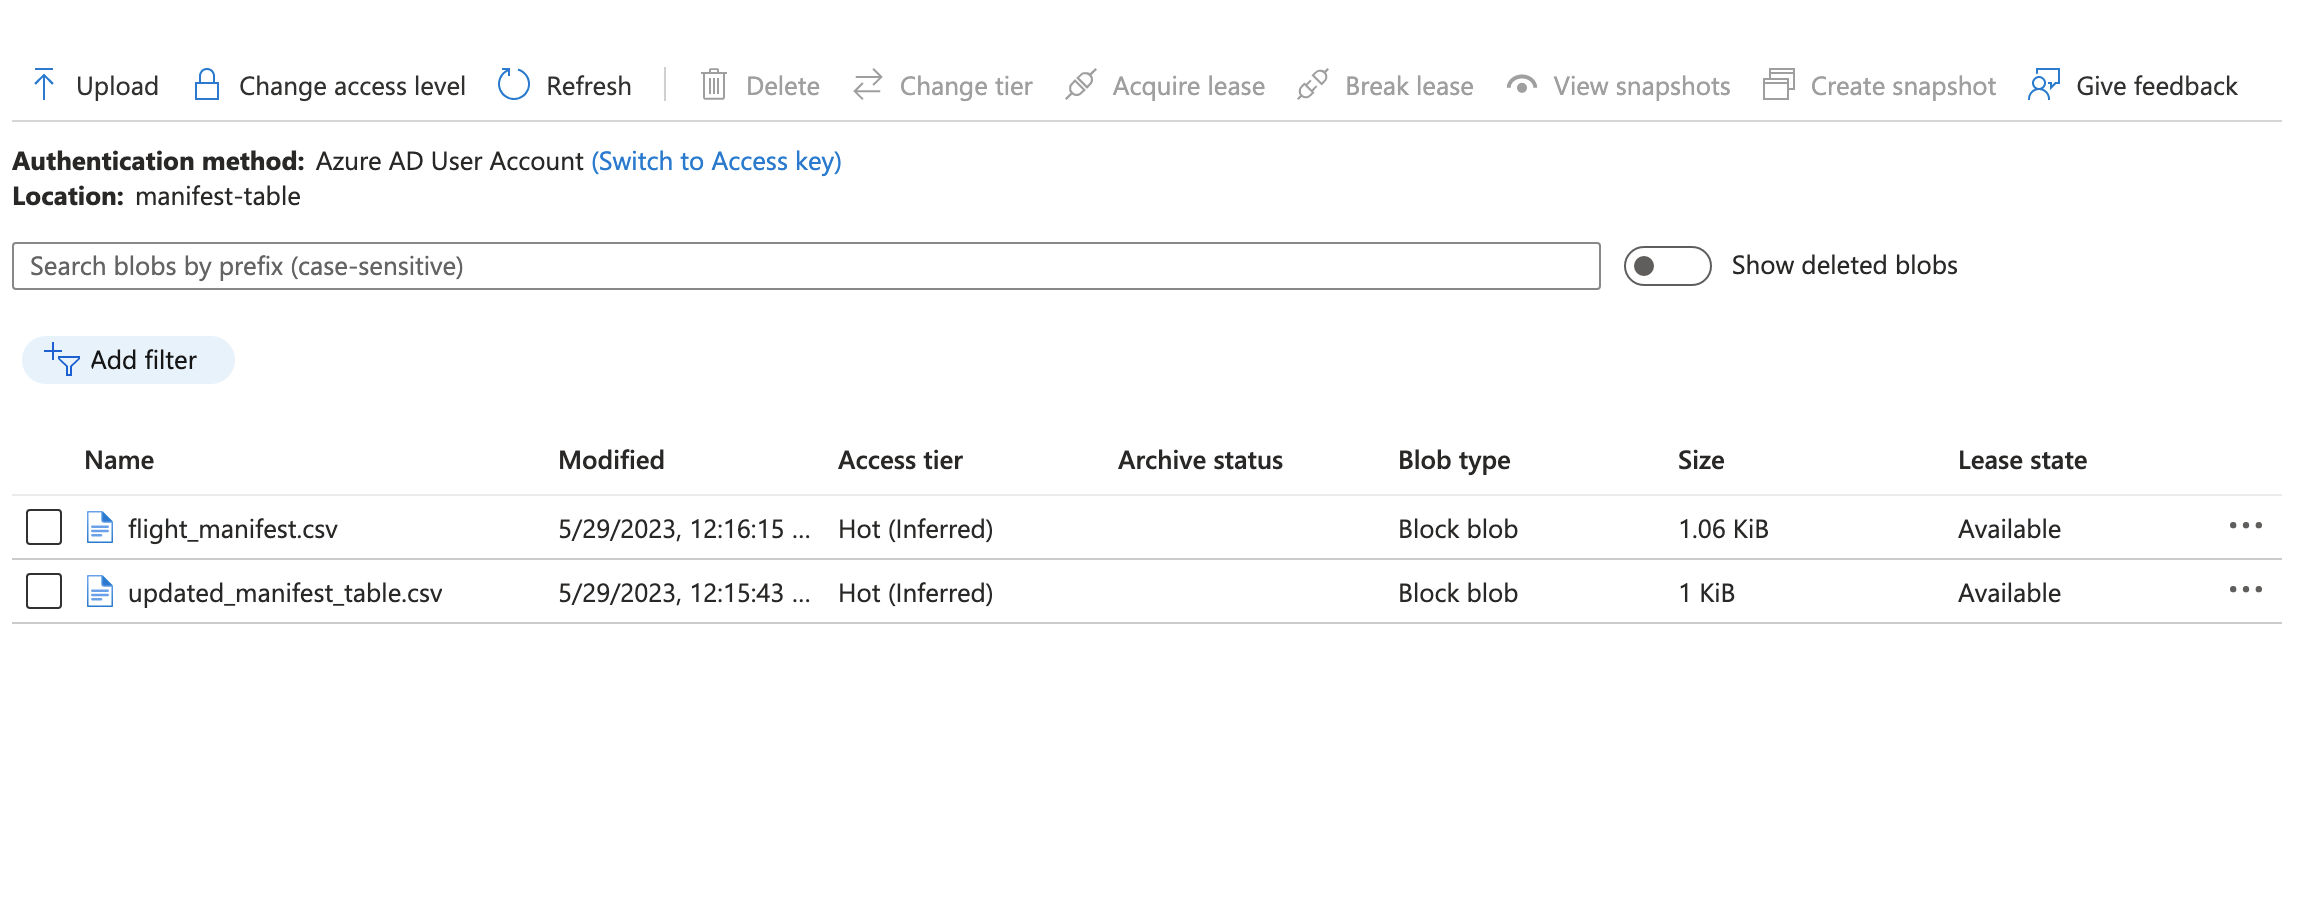 Upload Change access level Refresh Delete Change tier Acquire lease Break lease View snapshots Create snapshot Give feedback
Authentication method: Azure AD User Account (Switch to Access key)
Location: manifest-table
Search blobs by prefix (case-sensitive) Show deleted blobs
Add filter
Name Modified Access tier Archive status Blob type Size Lease state
flight_manifest.csv 5/29/2023, 12:16:15 ... Hot (Inferred) Block blob 1.06 KiB Available
updated_manifest_table.csv 5/29/2023, 12:15:43 ... Hot (Inferred) Block blob 1 KiB Available